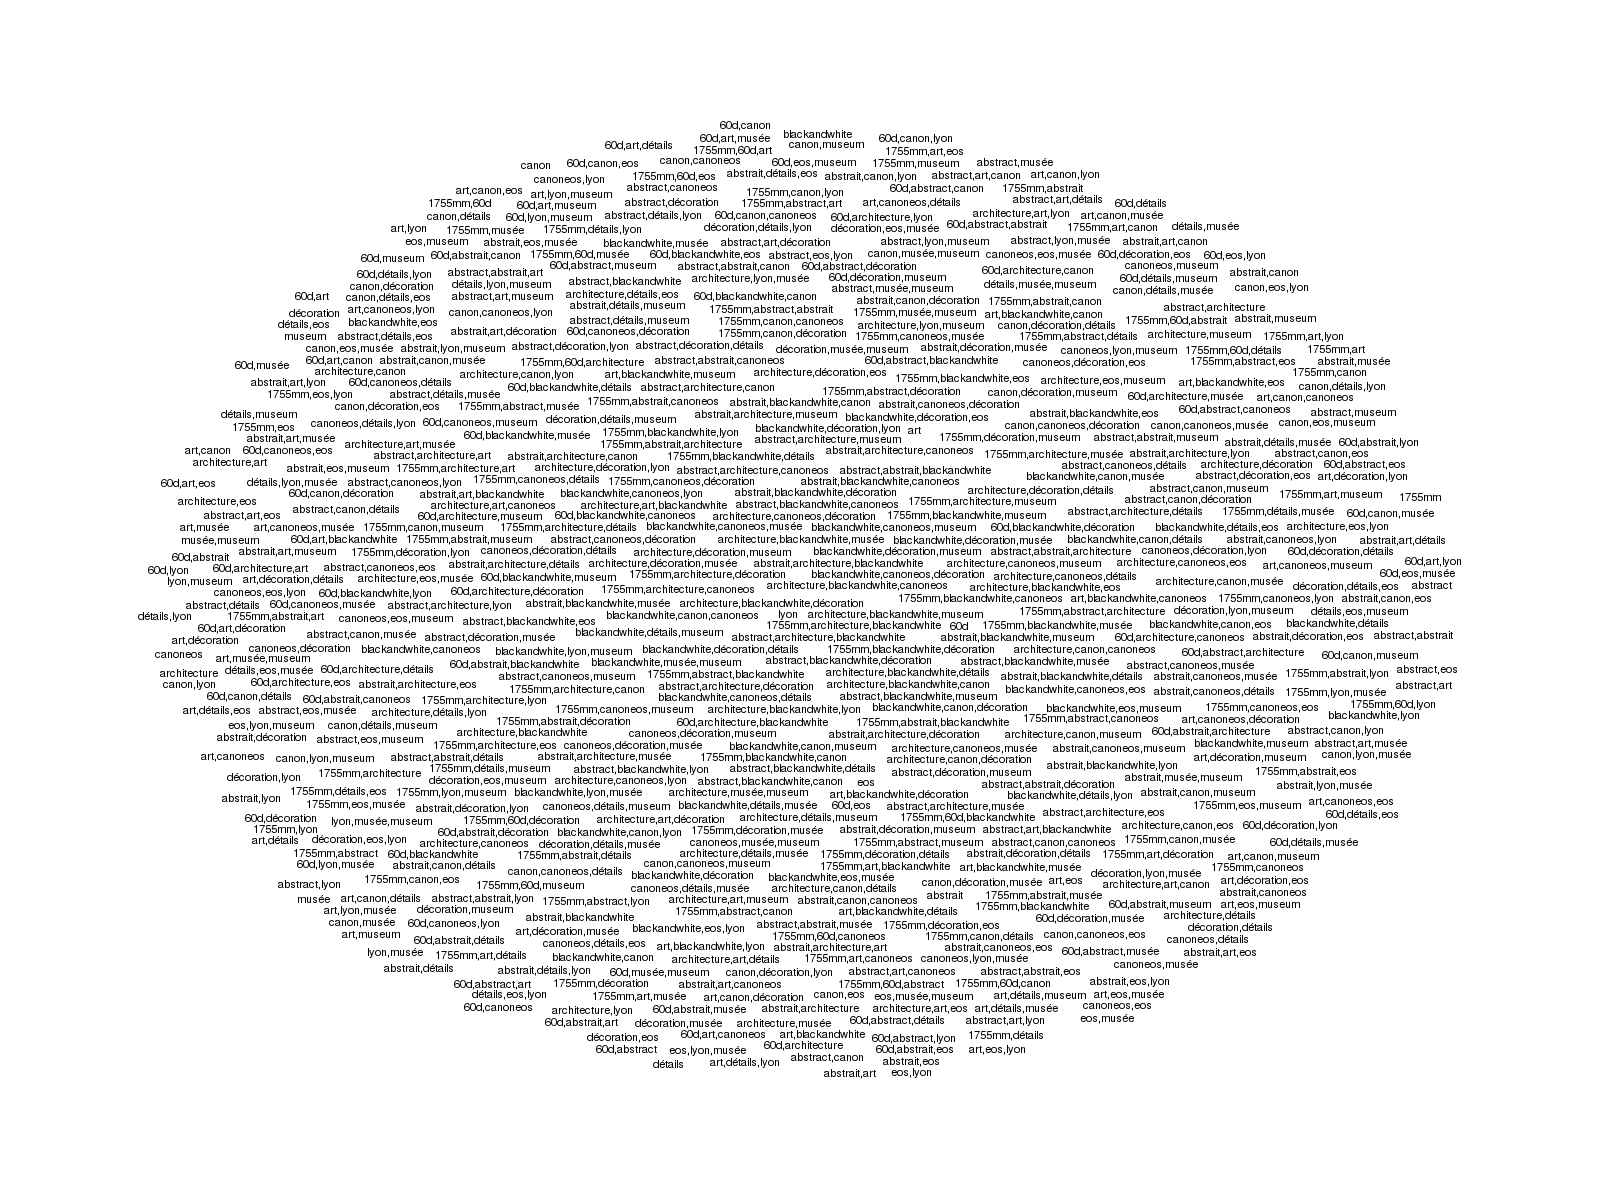 60d,canon
60d,art,musée blackandwhite 60d,canon,lyon
60d,art,détails canon,museum
1755mm,60d,art 1755mm,art,eos
canon 60d,canon,eos canon,canoneos 60d,eos,museum 1755mm,museum abstract,musée
canoneos,lyon 1755mm,60d,eos abstrait,détails,eos abstrait,canon,lyon abstract,art,canon art,canon,lyon
art,canon,eos art,lyon,museum abstract,canoneos 1755mm,canon,lyon 60d,abstract,canon 1755mm,abstrait
1755mm,60d 60d,art,museum abstract,décoration 1755mm,abstract,art art,canoneos,détails abstract,art,détails 60d,détails
canon,détails 60d,lyon,museum abstract,détails,lyon 60d,canon,canoneos 60d,architecture,lyon architecture,art,lyon art,canon,musée
art,lyon 1755mm,musée 1755mm,détails,lyon décoration,détails,lyon décoration,eos,musée 60d,abstract,abstrait 1755mm,art,canon détails,musée
eos,museum abstrait,eos,musée blackandwhite,musée abstract,art,décoration abstract,lyon,museum abstract,lyon,musée abstrait,art,canon
60d,museum 60d,abstrait,canon 1755mm,60d,musée 60d,blackandwhite,eos abstract,eos,lyon canon,musée,museum canoneos,eos,musée 60d,décoration,eos 60d,eos,lyon
60d,détails,lyon abstract,abstrait,art 60d,abstract,museum abstract,abstrait,canon 60d,abstract,décoration 60d,architecture,canon canoneos,museum abstrait,canon
canon,décoration détails,lyon,museum abstract,blackandwhite architecture,lyon,musée 60d,décoration,museum abstract,musée,museum détails,musée,museum 60d,détails,museum canon,détails,musée canon,eos,lyon
60d,art canon,détails,eos abstract,art,museum architecture,détails,eos 60d,blackandwhite,canon abstrait,canon,décoration 1755mm,abstrait,canon
décoration art,canoneos,lyon canon,canoneos,lyon abstrait,détails,museum 1755mm,abstract,abstrait 1755mm,musée,museum art,blackandwhite,canon abstract,architecture
détails,eos blackandwhite,eos abstract,détails,museum 1755mm,canon,canoneos architecture,lyon,museum canon,décoration,détails 1755mm,60d,abstrait abstrait,museum
museum abstract,détails,eos abstrait,art,décoration 60d,canoneos,décoration 1755mm,canon,décoration 1755mm,canoneos,musée 1755mm,abstract,détails architecture,museum 1755mm,art,lyon
canon,eos,musée abstrait,lyon,museum abstract,décoration,lyon abstract,décoration,détails décoration,musée,museum abstrait,décoration,musée canoneos,lyon,museum 1755mm,60d,détails 1755mm,art
60d,musée 60d,art,canon abstrait,canon,musée 1755mm,60d,architecture abstract,abstrait,canoneos 60d,abstract,blackandwhite canoneos,décoration,eos 1755mm,abstract,eos abstrait,musée
architecture,canon architecture,canon,lyon art,blackandwhite,museum architecture,décoration,eos 1755mm,blackandwhite,eos architecture,eos,museum art,blackandwhite,eos 1755mm,canon
abstrait,art,lyon 60d,canoneos,détails 60d,blackandwhite,détails abstract,architecture,canon 1755mm,abstract,décoration canon,décoration,museum 60d,architecture,musée art,canon,canoneos canon,détails,lyon
1755mm,eos,lyon abstract,détails,musée
canon,décoration,eos 1755mm,abstract,musée 1755mm,abstrait,canoneos abstrait,blackandwhite,canon abstrait,canoneos,décoration
détails,museum canoneos,détails,lyon 60d,canoneos,museum décoration,détails,museum abstrait,architecture,museum blackandwhite,décoration,eos abstrait,blackandwhite,eos 60d,abstract,canoneos abstract,museum
1755mm,eos 60d,blackandwhite,musée 1755mm,blackandwhite,lyon blackandwhite,décoration,lyon art canon,canoneos,décoration canon,canoneos,musée canon,eos,museum
abstrait,art,musée architecture,art,musée 1755mm,abstrait,architecture abstract,architecture,museum 1755mm,décoration,museum abstract,abstrait,museum abstrait,détails,musée 60d,abstrait,lyon
art,canon 60d,canoneos,eos abstract,architecture,art abstrait,architecture,canon 1755mm,blackandwhite,détails abstrait,architecture,canoneos 1755mm,architecture,musée abstrait,architecture,lyon abstract,canon,eos
architecture,art abstrait,eos,museum 1755mm,architecture,art architecture,décoration,lyon abstract,architecture,canoneos abstract,abstrait,blackandwhite abstract,canoneos,détails architecture,décoration 60d,abstract,eos
60d,art,eos détails,lyon,musée abstract,canoneos,lyon 1755mm,canoneos,détails 1755mm,canoneos,décoration abstrait,blackandwhite,canoneos blackandwhite,canon,musée abstract,décoration,eos art,décoration,lyon
60d,canon,décoration abstrait,art,blackandwhite blackandwhite,canoneos,lyon abstrait,blackandwhite,décoration architecture,décoration,détails abstract,canon,museum 1755mm,art,museum 1755mm
architecture,eos abstract,canon,détails architecture,art,canoneos architecture,art,blackandwhite abstract,blackandwhite,canoneos 1755mm,architecture,museum abstract,canon,décoration
abstract,art,eos 60d,architecture,museum 60d,blackandwhite,canoneos architecture,canoneos,décoration 1755mm,blackandwhite,museum abstract,architecture,détails 1755mm,détails,musée 60d,canon,musée
art,musée art,canoneos,musée 1755mm,canon,museum 1755mm,architecture,détails blackandwhite,canoneos,musée blackandwhite,canoneos,museum 60d,blackandwhite,décoration blackandwhite,détails,eos architecture,eos,lyon
musée,museum 60d,art,blackandwhite 1755mm,abstrait,museum abstract,canoneos,décoration architecture,blackandwhite,musée blackandwhite,décoration,musée blackandwhite,canon,détails abstrait,canoneos,lyon abstrait,art,détails
60d,abstrait abstrait,art,museum 1755mm,décoration,lyon canoneos,décoration,détails architecture,décoration,museum blackandwhite,décoration,museum abstract,abstrait,architecture canoneos,décoration,lyon 60d,décoration,détails
60d,lyon 60d,architecture,art abstract,canoneos,eos abstrait,architecture,détails architecture,décoration,musée abstrait,architecture,blackandwhite architecture,canoneos,museum architecture,canoneos,eos art,canoneos,museum 60d,art,lyon
lyon,museum art,décoration,détails architecture,eos,musée 60d,blackandwhite,museum 1755mm,architecture,décoration blackandwhite,canoneos,décoration architecture,canoneos,détails architecture,canon,musée 60d,eos,musée
canoneos,eos,lyon 60d,blackandwhite,lyon 60d,architecture,décoration 1755mm,architecture,canoneos architecture,blackandwhite,canoneos architecture,blackandwhite,eos décoration,détails,eos abstract
abstract,détails 60d,canoneos,musée abstract,architecture,lyon abstrait,blackandwhite,musée architecture,blackandwhite,décoration 1755mm,blackandwhite,canoneos art,blackandwhite,canoneos 1755mm,canoneos,lyon abstrait,canon,eos
détails,lyon 1755mm,abstrait,art canoneos,eos,museum abstract,blackandwhite,eos blackandwhite,canon,canoneos lyon architecture,blackandwhite,museum 1755mm,abstract,architecture décoration,lyon,museum détails,eos,museum
60d,art,décoration abstract,canon,musée abstract,décoration,musée blackandwhite,détails,museum 1755mm,architecture,blackandwhite 60d 1755mm,blackandwhite,musée blackandwhite,canon,eos blackandwhite,détails
art,décoration canoneos,décoration blackandwhite,canoneos blackandwhite,lyon,museum abstract,architecture,blackandwhite abstrait,blackandwhite,museum 60d,architecture,canoneos abstrait,décoration,eos abstract,abstrait
canoneos art,musée,museum 60d,abstrait,blackandwhite blackandwhite,musée,museum blackandwhite,décoration,détails 1755mm,blackandwhite,décoration architecture,canon,canoneos 60d,abstract,architecture 60d,canon,museum
architecture détails,eos,musée 60d,architecture,détails abstract,canoneos,museum 1755mm,abstract,blackandwhite abstract,blackandwhite,décoration abstract,blackandwhite,musée abstract,canoneos,musée 1755mm,abstrait,lyon abstract,eos
canon,lyon 60d,architecture,eos abstrait,architecture,eos 1755mm,architecture,canon abstract,architecture,décoration architecture,blackandwhite,détails abstrait,blackandwhite,détails abstrait,canoneos,musée abstract,art
60d,canon,détails 60d,abstrait,canoneos 1755mm,architecture,lyon blackandwhite,canoneos,détails architecture,blackandwhite,canon blackandwhite,canoneos,eos abstrait,canoneos,détails 1755mm,lyon,musée
art,détails,eos abstract,eos,musée architecture,détails,lyon 1755mm,canoneos,museum architecture,blackandwhite,lyon abstract,blackandwhite,museum blackandwhite,canon,décoration blackandwhite,eos,museum 1755mm,canoneos,eos 1755mm,60d,lyon
eos,lyon,museum canon,détails,museum 1755mm,abstrait,décoration 60d,architecture,blackandwhite 1755mm,abstrait,blackandwhite 1755mm,abstract,canoneos art,canoneos,décoration blackandwhite,lyon
abstrait,décoration abstract,eos,museum architecture,blackandwhite canoneos,décoration,museum abstrait,architecture,décoration architecture,canon,museum 60d,abstrait,architecture abstract,canon,lyon
art,canoneos canon,lyon,museum 1755mm,architecture,eos canoneos,décoration,musée blackandwhite,canon,museum architecture,canoneos,musée abstrait,canoneos,museum blackandwhite,museum abstract,art,musée
abstract,abstrait,détails abstrait,architecture,musée 1755mm,blackandwhite,canon architecture,canon,décoration abstrait,blackandwhite,lyon art,décoration,museum canon,lyon,musée
décoration,lyon 1755mm,architecture 1755mm,détails,museum abstract,blackandwhite,lyon abstract,blackandwhite,détails abstract,décoration,museum abstrait,musée,museum 1755mm,abstrait,eos
abstrait,lyon 1755mm,détails,eos 1755mm,lyon,museum décoration,eos,museum architecture,canoneos,lyon abstract,blackandwhite,canon eos abstract,abstrait,décoration abstrait,canon,museum abstrait,lyon,musée
1755mm,eos,musée abstrait,décoration,lyon blackandwhite,lyon,musée architecture,musée,museum art,blackandwhite,décoration blackandwhite,détails,lyon 1755mm,eos,museum art,canon,eos
60d,décoration lyon,musée,museum canoneos,détails,museum blackandwhite,détails,musée 60d,eos abstract,architecture,musée abstract,architecture,eos 60d,détails,eos
1755mm,lyon 1755mm,60d,décoration architecture,art,décoration architecture,détails,museum 1755mm,60d,blackandwhite architecture,canon,eos 60d,décoration,lyon
art,détails décoration,eos,lyon 60d,abstrait,décoration blackandwhite,canon,lyon 1755mm,décoration,musée abstrait,décoration,museum abstract,art,blackandwhite
1755mm,abstract 60d,blackandwhite architecture,canoneos décoration,détails,musée canoneos,musée,museum 1755mm,abstract,museum abstract,canon,canoneos 1755mm,canon,musée 60d,détails,musée
60d,lyon,musée abstrait,canon,détails 1755mm,abstrait,détails architecture,détails,musée 1755mm,décoration,détails abstrait,décoration,détails 1755mm,art,décoration art,canon,museum
abstract,lyon 1755mm,canon,eos canon,canoneos,détails canon,canoneos,museum 1755mm,art,blackandwhite art,blackandwhite,musée décoration,lyon,musée 1755mm,canoneos
1755mm,60d,museum blackandwhite,décoration blackandwhite,eos,musée canon,décoration,musée art,eos architecture,art,canon art,décoration,eos
musée art,canon,détails abstract,abstrait,lyon 1755mm,abstract,lyon canoneos,détails,musée architecture,canon,détails abstrait 1755mm,abstrait,musée abstrait,canoneos
art,lyon,musée décoration,museum architecture,art,museum abstrait,canon,canoneos 1755mm,blackandwhite 60d,abstrait,museum art,eos,museum
canon,musée 60d,canoneos,lyon abstrait,blackandwhite 1755mm,abstract,canon art,blackandwhite,détails 60d,décoration,musée architecture,détails
art,museum art,décoration,musée blackandwhite,eos,lyon abstract,abstrait,musée 1755mm,décoration,eos décoration,détails
60d,abstrait,détails canoneos,détails,eos 1755mm,60d,canoneos 1755mm,canon,détails canon,canoneos,eos canoneos,détails
lyon,musée 1755mm,art,détails blackandwhite,canon art,blackandwhite,lyon abstrait,architecture,art abstrait,canoneos,eos 60d,abstract,musée abstrait,art,eos
abstrait,détails abstrait,détails,lyon architecture,art,détails 1755mm,art,canoneos canoneos,lyon,musée canoneos,musée
60d,musée,museum canon,décoration,lyon abstract,art,canoneos abstract,abstrait,eos
60d,abstract,art 1755mm,décoration abstrait,art,canoneos 1755mm,60d,abstract 1755mm,60d,canon abstrait,eos,lyon
détails,eos,lyon 1755mm,art,musée art,canon,décoration canon,eos eos,musée,museum art,détails,museum art,eos,musée
60d,canoneos architecture,lyon 60d,abstrait,musée abstrait,architecture architecture,art,eos art,détails,musée canoneos,eos
60d,abstrait,art décoration,musée architecture,musée 60d,abstract,détails abstract,art,lyon eos,musée
décoration,eos 60d,art,canoneos art,blackandwhite 60d,abstract,lyon 1755mm,détails
60d,abstract eos,lyon,musée 60d,architecture 60d,abstrait,eos art,eos,lyon
détails art,détails,lyon abstract,canon abstrait,eos
abstrait,art eos,lyon